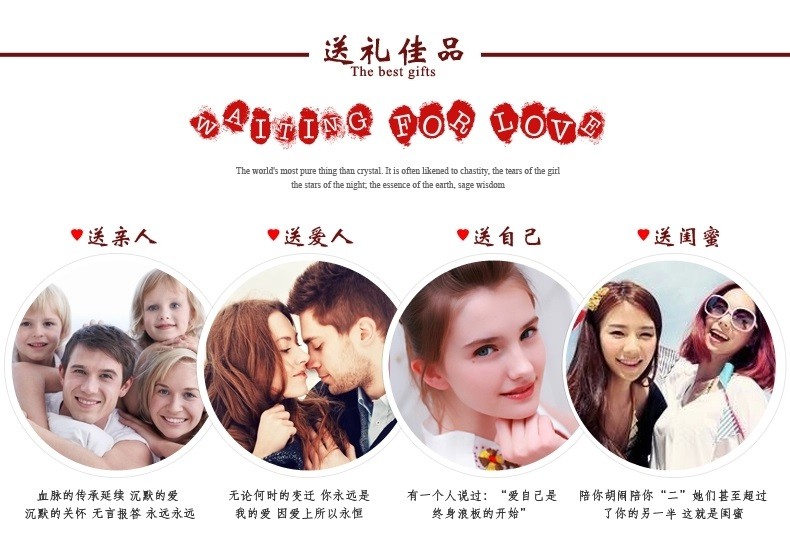 送礼佳品
The best gifts
WAITING FOR LOVE
The world's most pure thing than crystal. It is often likened to chastity, the tears of the girl
the stars of the night; the essence of the earth, sage wisdom
送亲人 送爱人 送自己 送闺蜜
血脉的传承延续 沉默的爱
沉默的关怀 无言报答 永远永远
无论何时的变迁 你永远是
我的爱 因爱上所以永恒
有一个人说过：“爱自己是
终身浪板的开始”
陪你胡闹陪你“二”她们甚至超过
了你的另一半 这就是闺蜜